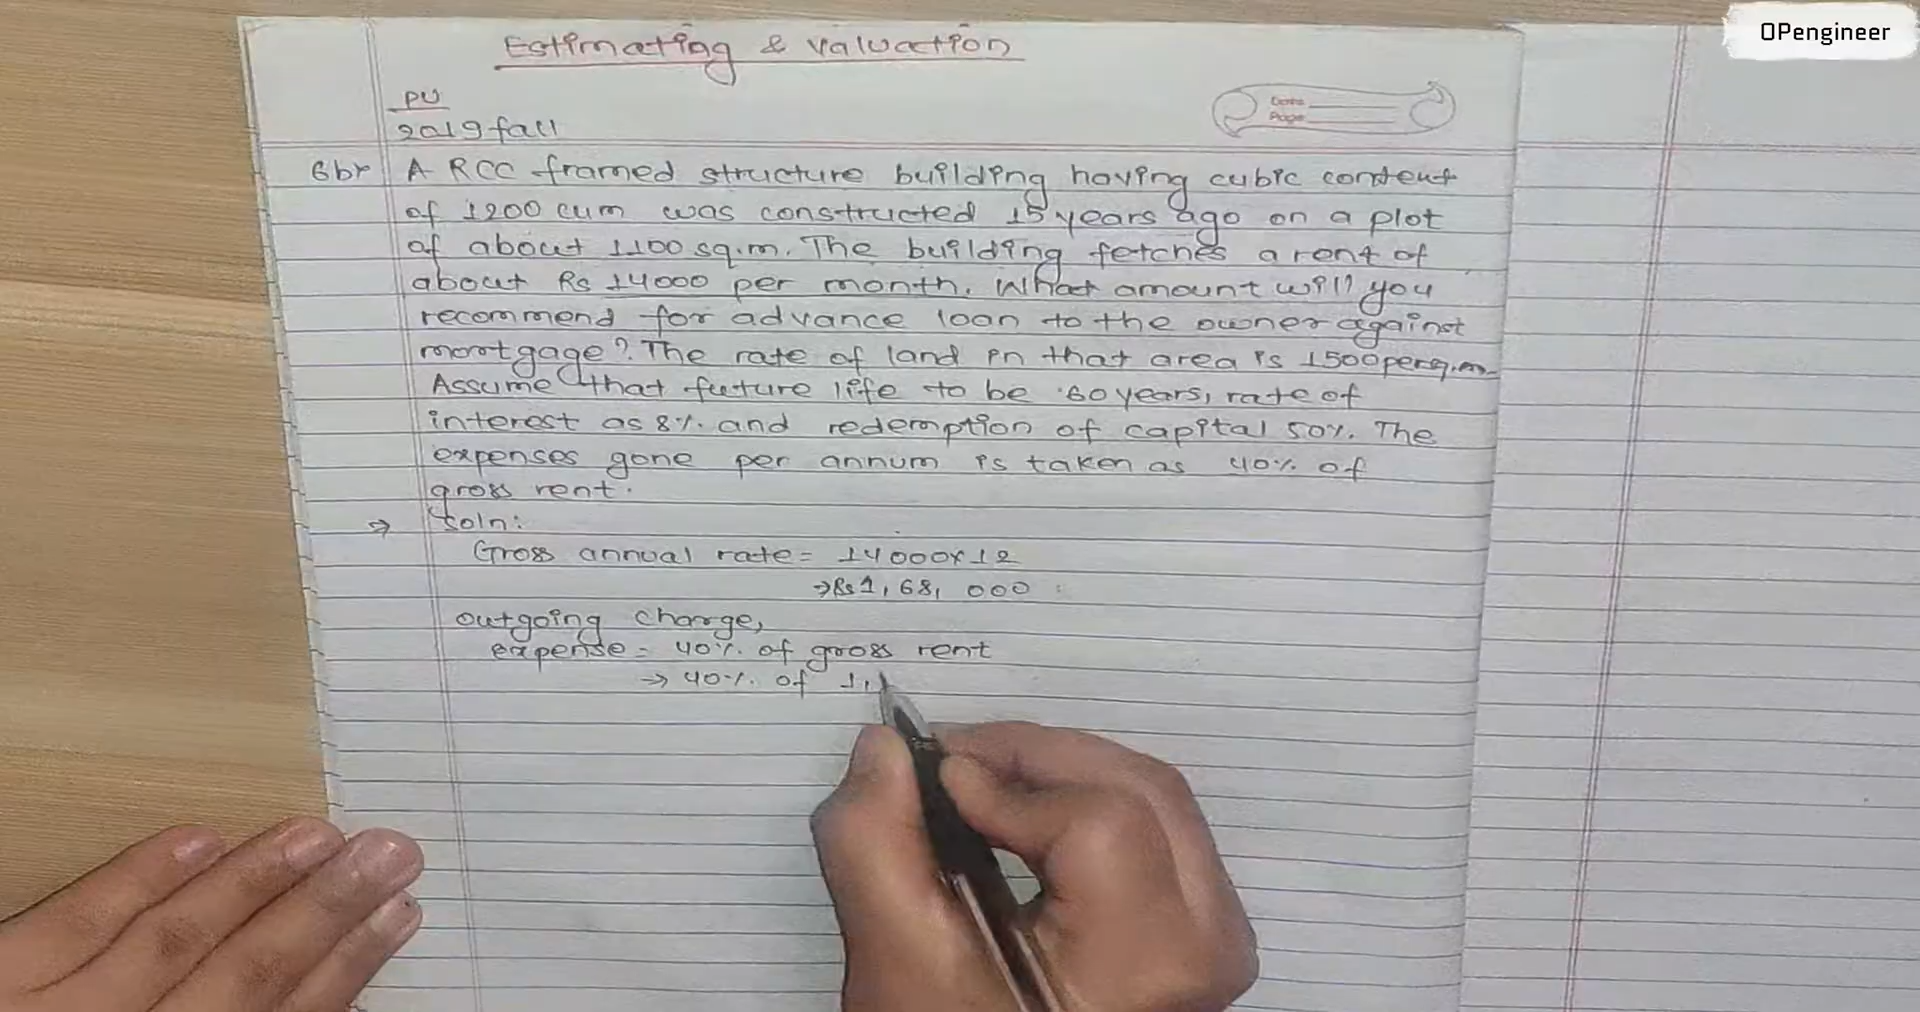 OPengineer
Estimating & Valuation
PU
2019 fall
Date
Page
6b) A RCC framed structure building having cubic content
of 1200 cum was constructed 15 years ago on a plot
of about 1100 sq.m. The building fetches a rent of
about Rs 14000 per month. What amount will you
recommend for advance loan to the owner against
mortgage? The rate of land in that area is 1500 persq.m
Assume that future life to be 60 years, rate of
interest as 8% and redemption of capital 50%. The
expenses gone per annum is taken as 40% of
gross rent.
⇒ Soln:
Gross annual rate = 14000×12
⇒ Rs 1,68,000
outgoing charge,
expense = 40% of gross rent
⇒ 40% of 1,